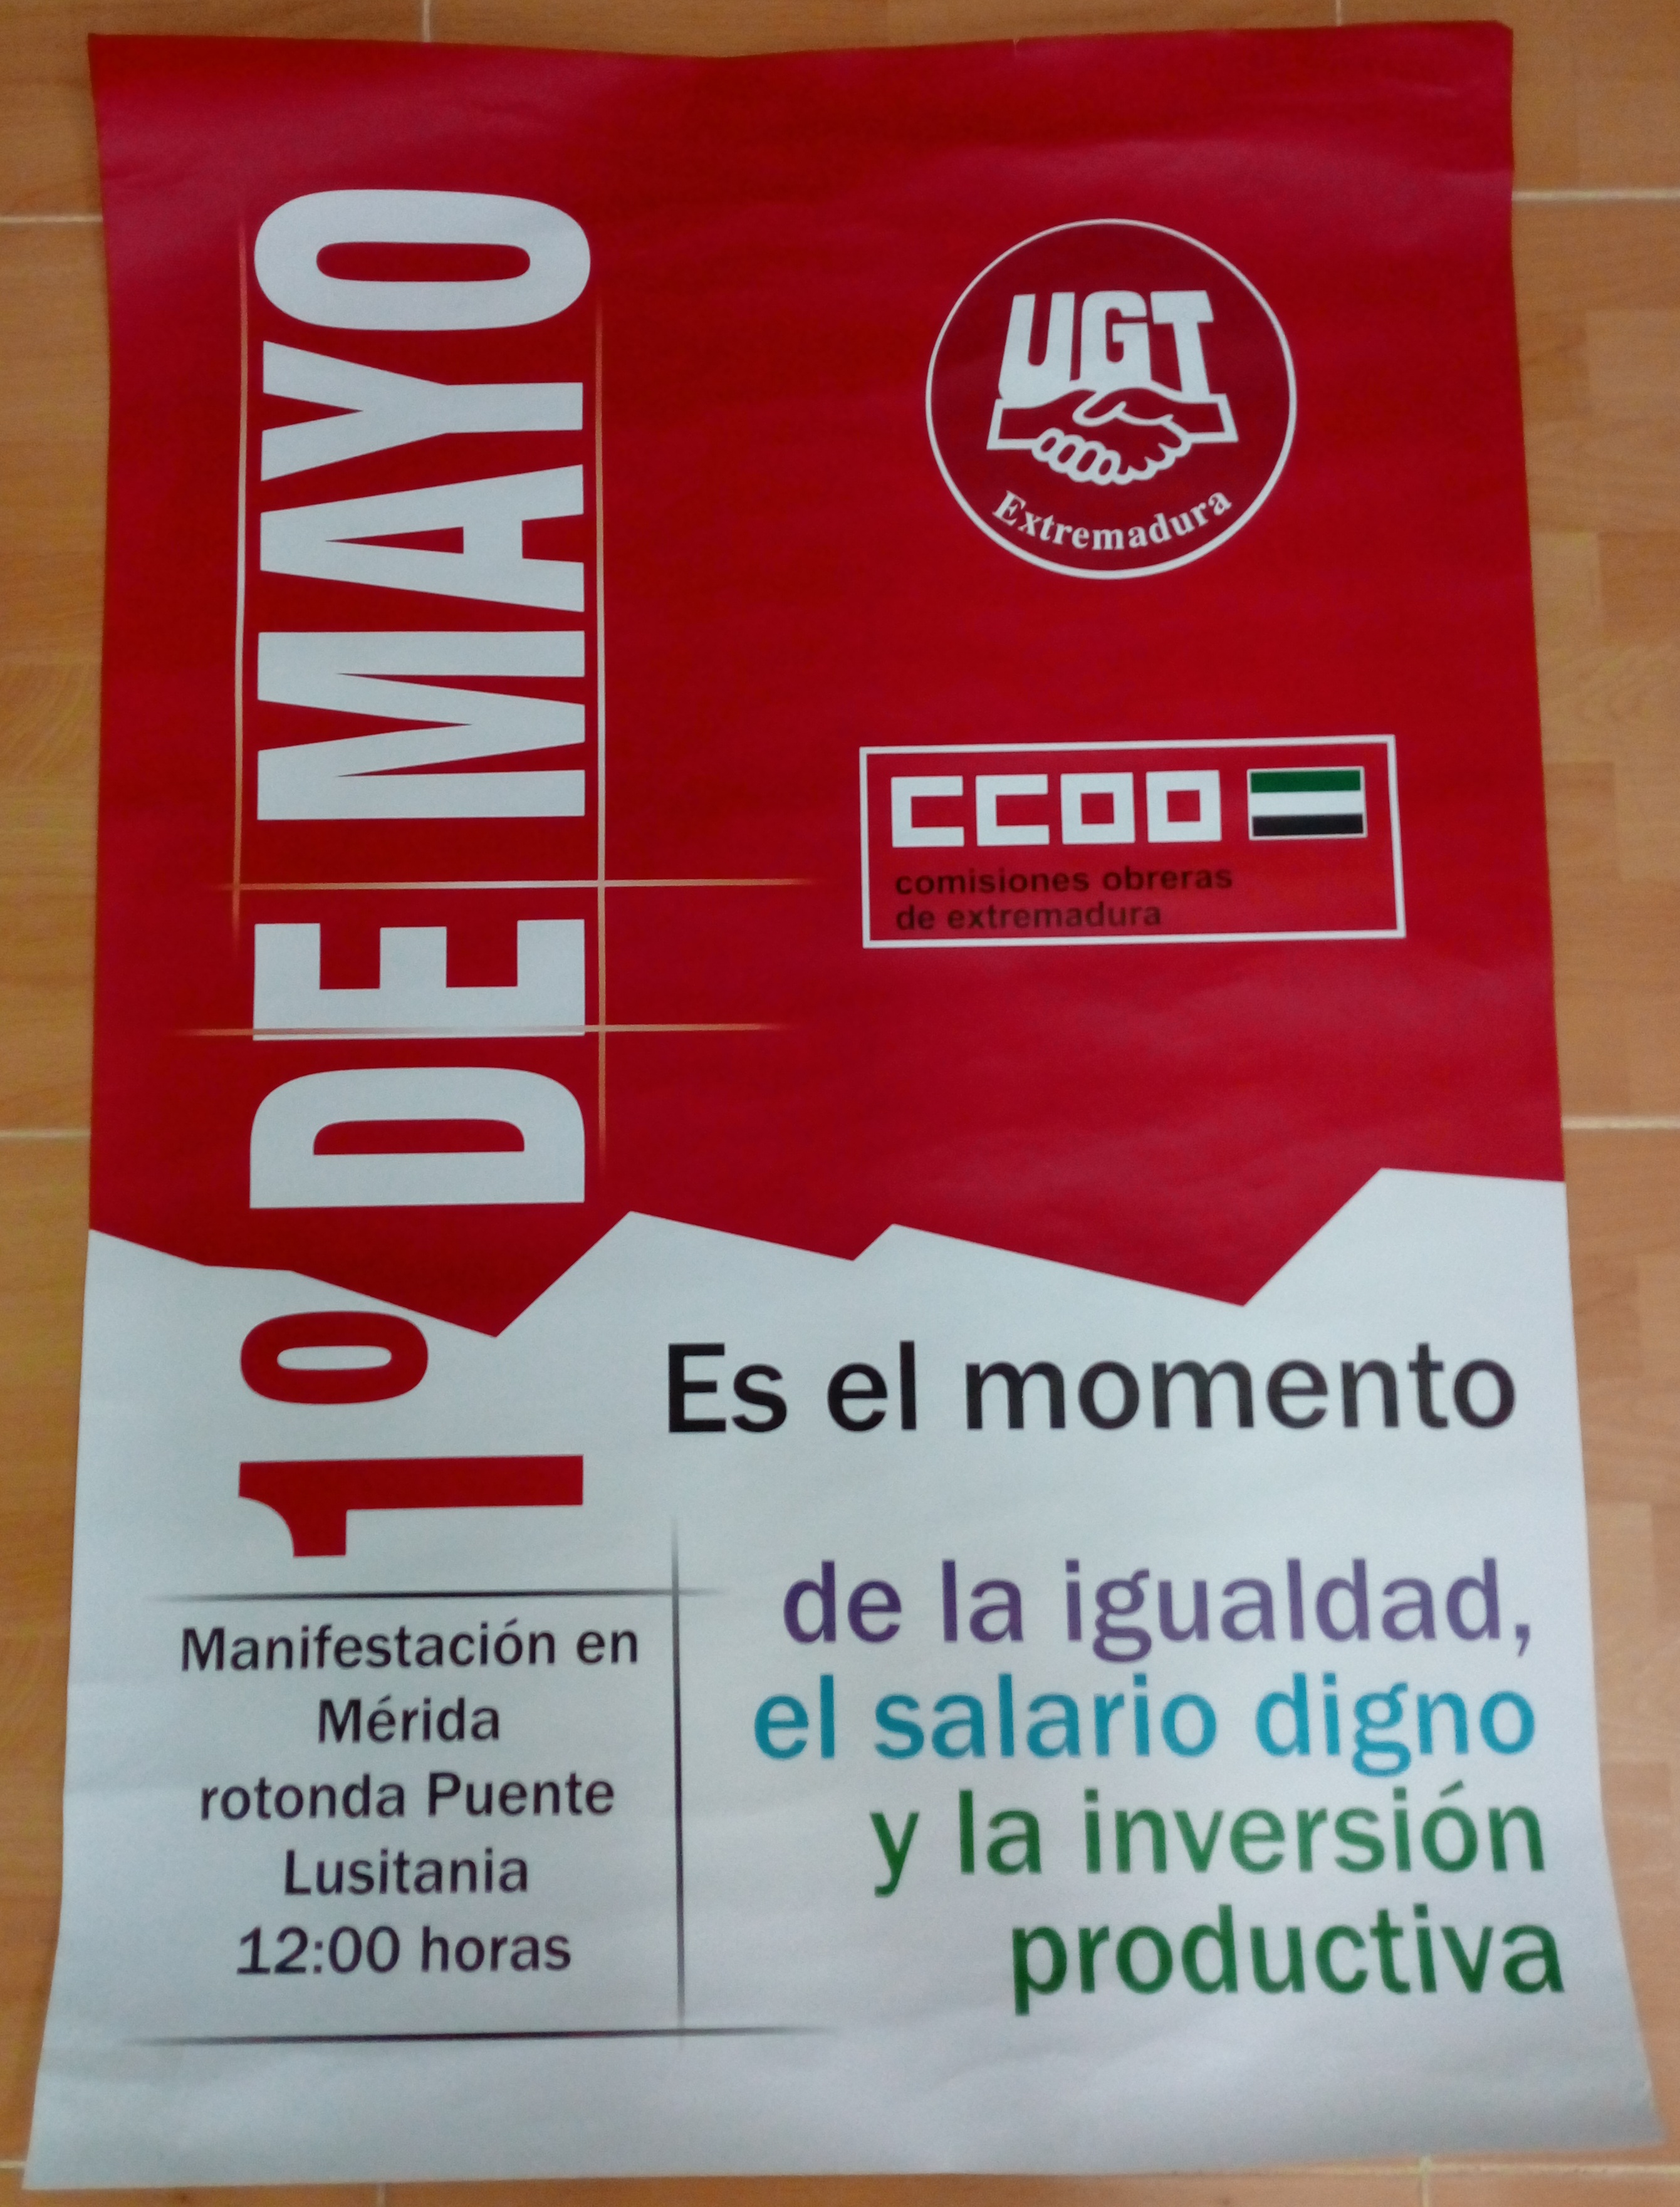 1º DE MAYO
UGT
Extremadura
CCOO
comisiones obreras
de extremadura
Es el momento
de la igualdad,
el salario digno
y la inversión
productiva
Manifestación en
Mérida
rotonda Puente
Lusitania
12:00 horas